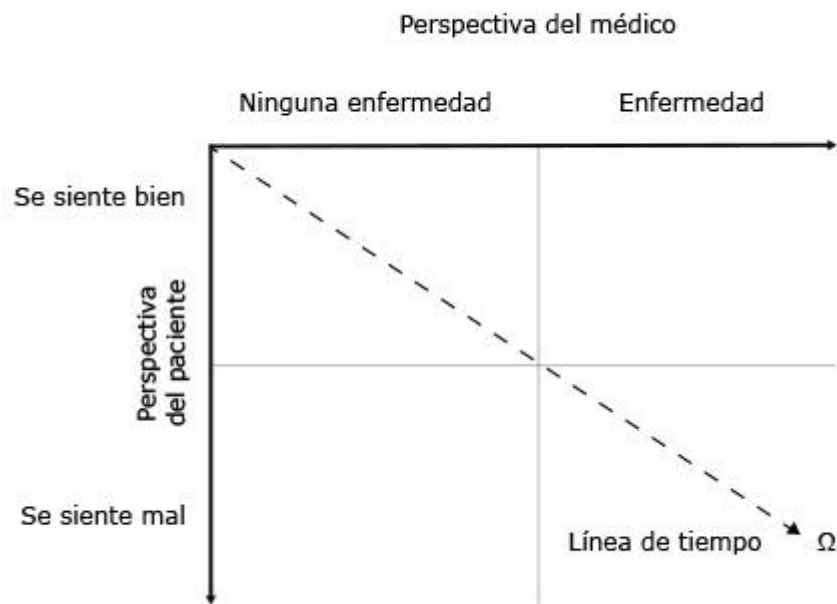 Perspectiva del médico
Ninguna enfermedad
Enfermedad
Se siente bien
Perspectiva
del paciente
Se siente mal
Línea de tiempo
Ω